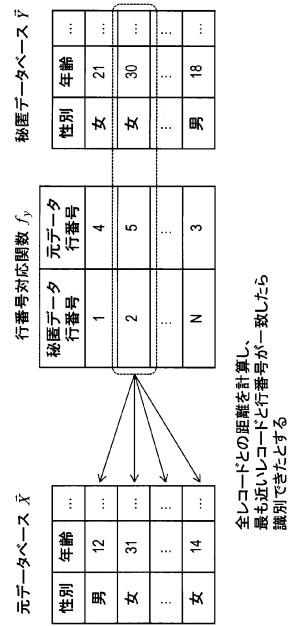 元データベース X̄
性別 年齢 …
男 12 …
女 31 …
⋮ ⋮ ⋮
女 14 …
行番号対応関数 f_y
秘匿データ行番号 元データ行番号
1 4
2 5
⋮ ⋮
N 3
秘匿データベース Ȳ
性別 年齢 …
女 21 …
女 30 …
⋮ ⋮ ⋮
男 18 …
全レコードとの距離を計算し、
最も近いレコードと行番号が一致したら
識別できたとする